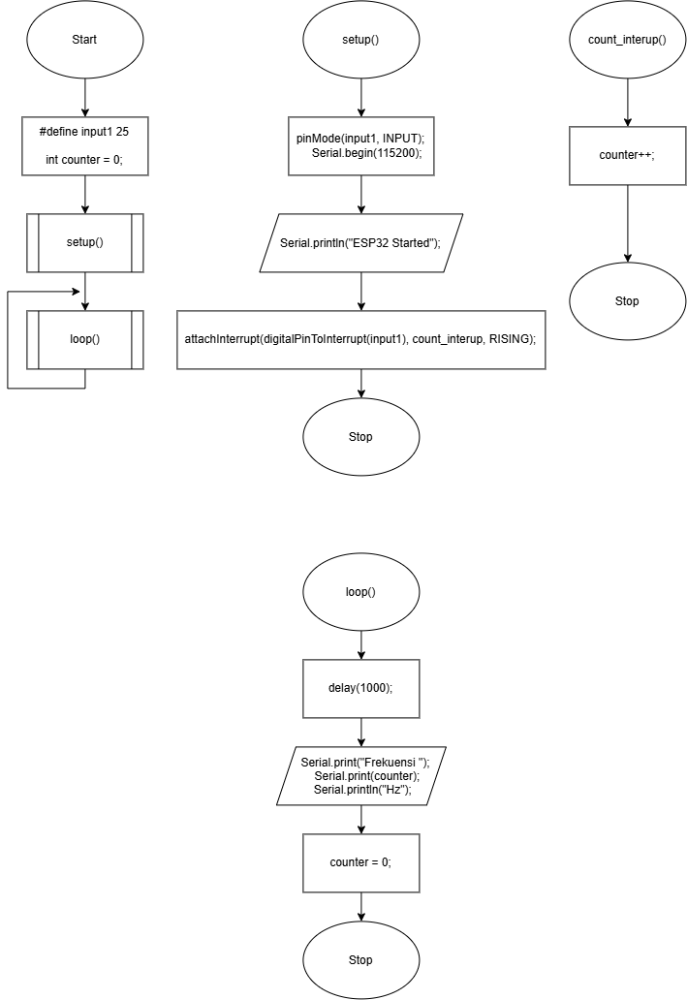 Start
#define input1 25
int counter = 0;
setup()
loop()
setup()
pinMode(input1, INPUT);
Serial.begin(115200);
Serial.println("ESP32 Started");
attachInterrupt(digitalPinToInterrupt(input1), count_interup, RISING);
Stop
count_interup()
counter++;
Stop
loop()
delay(1000);
Serial.print("Frekuensi ");
Serial.print(counter);
Serial.println("Hz");
counter = 0;
Stop